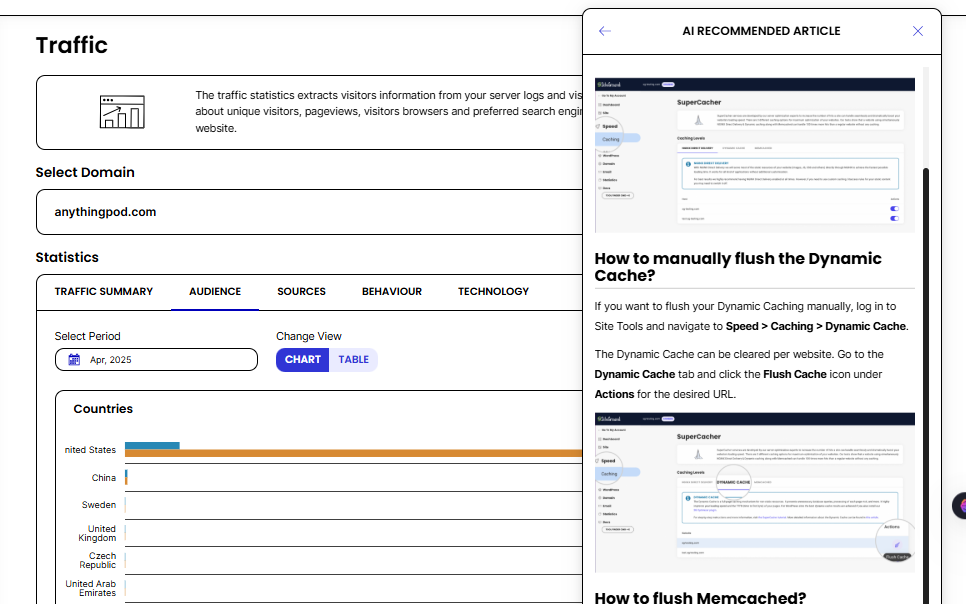 Traffic
The traffic statistics extracts visitors information from your server logs and vis
about unique visitors, pageviews, visitors browsers and preferred search engin
website.
Select Domain
anythingpod.com
Statistics
TRAFFIC SUMMARY
AUDIENCE
SOURCES
BEHAVIOUR
TECHNOLOGY
Select Period
Change View
Apr, 2025
CHART
TABLE
Countries
nited States
China
Sweden
United
Kingdom
Czech
Republic
United Arab
Emirates
AI RECOMMENDED ARTICLE
SuperCacher
Speed
Caching
Caching Levels
How to manually flush the Dynamic
Cache?
If you want to flush your Dynamic Caching manually, log in to
Site Tools and navigate to Speed > Caching > Dynamic Cache.
The Dynamic Cache can be cleared per website. Go to the
Dynamic Cache tab and click the Flush Cache icon under
Actions for the desired URL.
SuperCacher
Speed
Caching
Caching Levels
DYNAMIC CACHE
Actions
Flush Cache
How to flush Memcached?